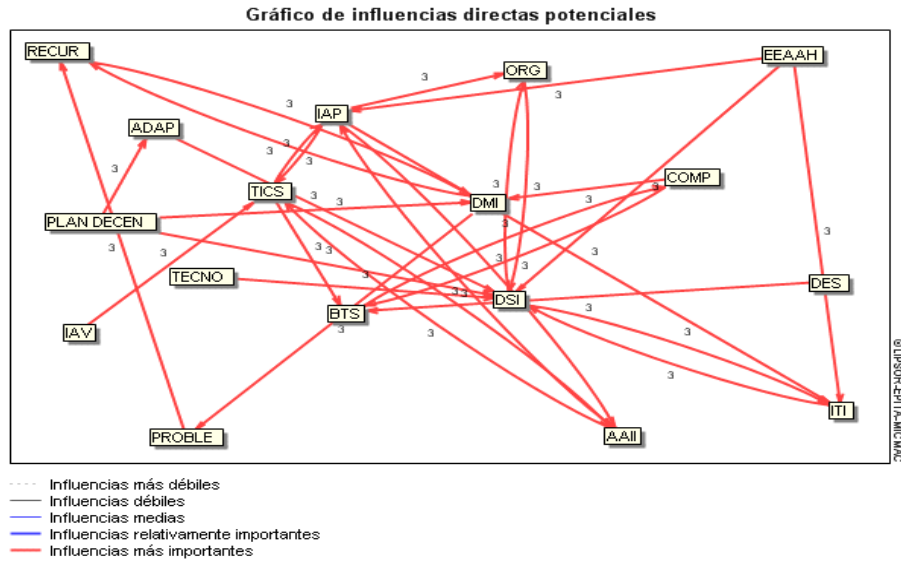 Gráfico de influencias directas potenciales
RECUR
ORG
EEAAH
3
3
3
IAP
ADAP
3
3
3
3
COMP
TICS
3
3
3
3
3
3
DMI
PLAN DECEN
3
3
3
3
3
3
3
3
3
TECNO
3
DES
3
3
DSI
BTS
3
3
3
3
IAV
3
ITI
PROBLE
AAII
© LIPSOR-EPITA-MICMAC
Influencias más débiles
Influencias débiles
Influencias medias
Influencias relativamente importantes
Influencias más importantes